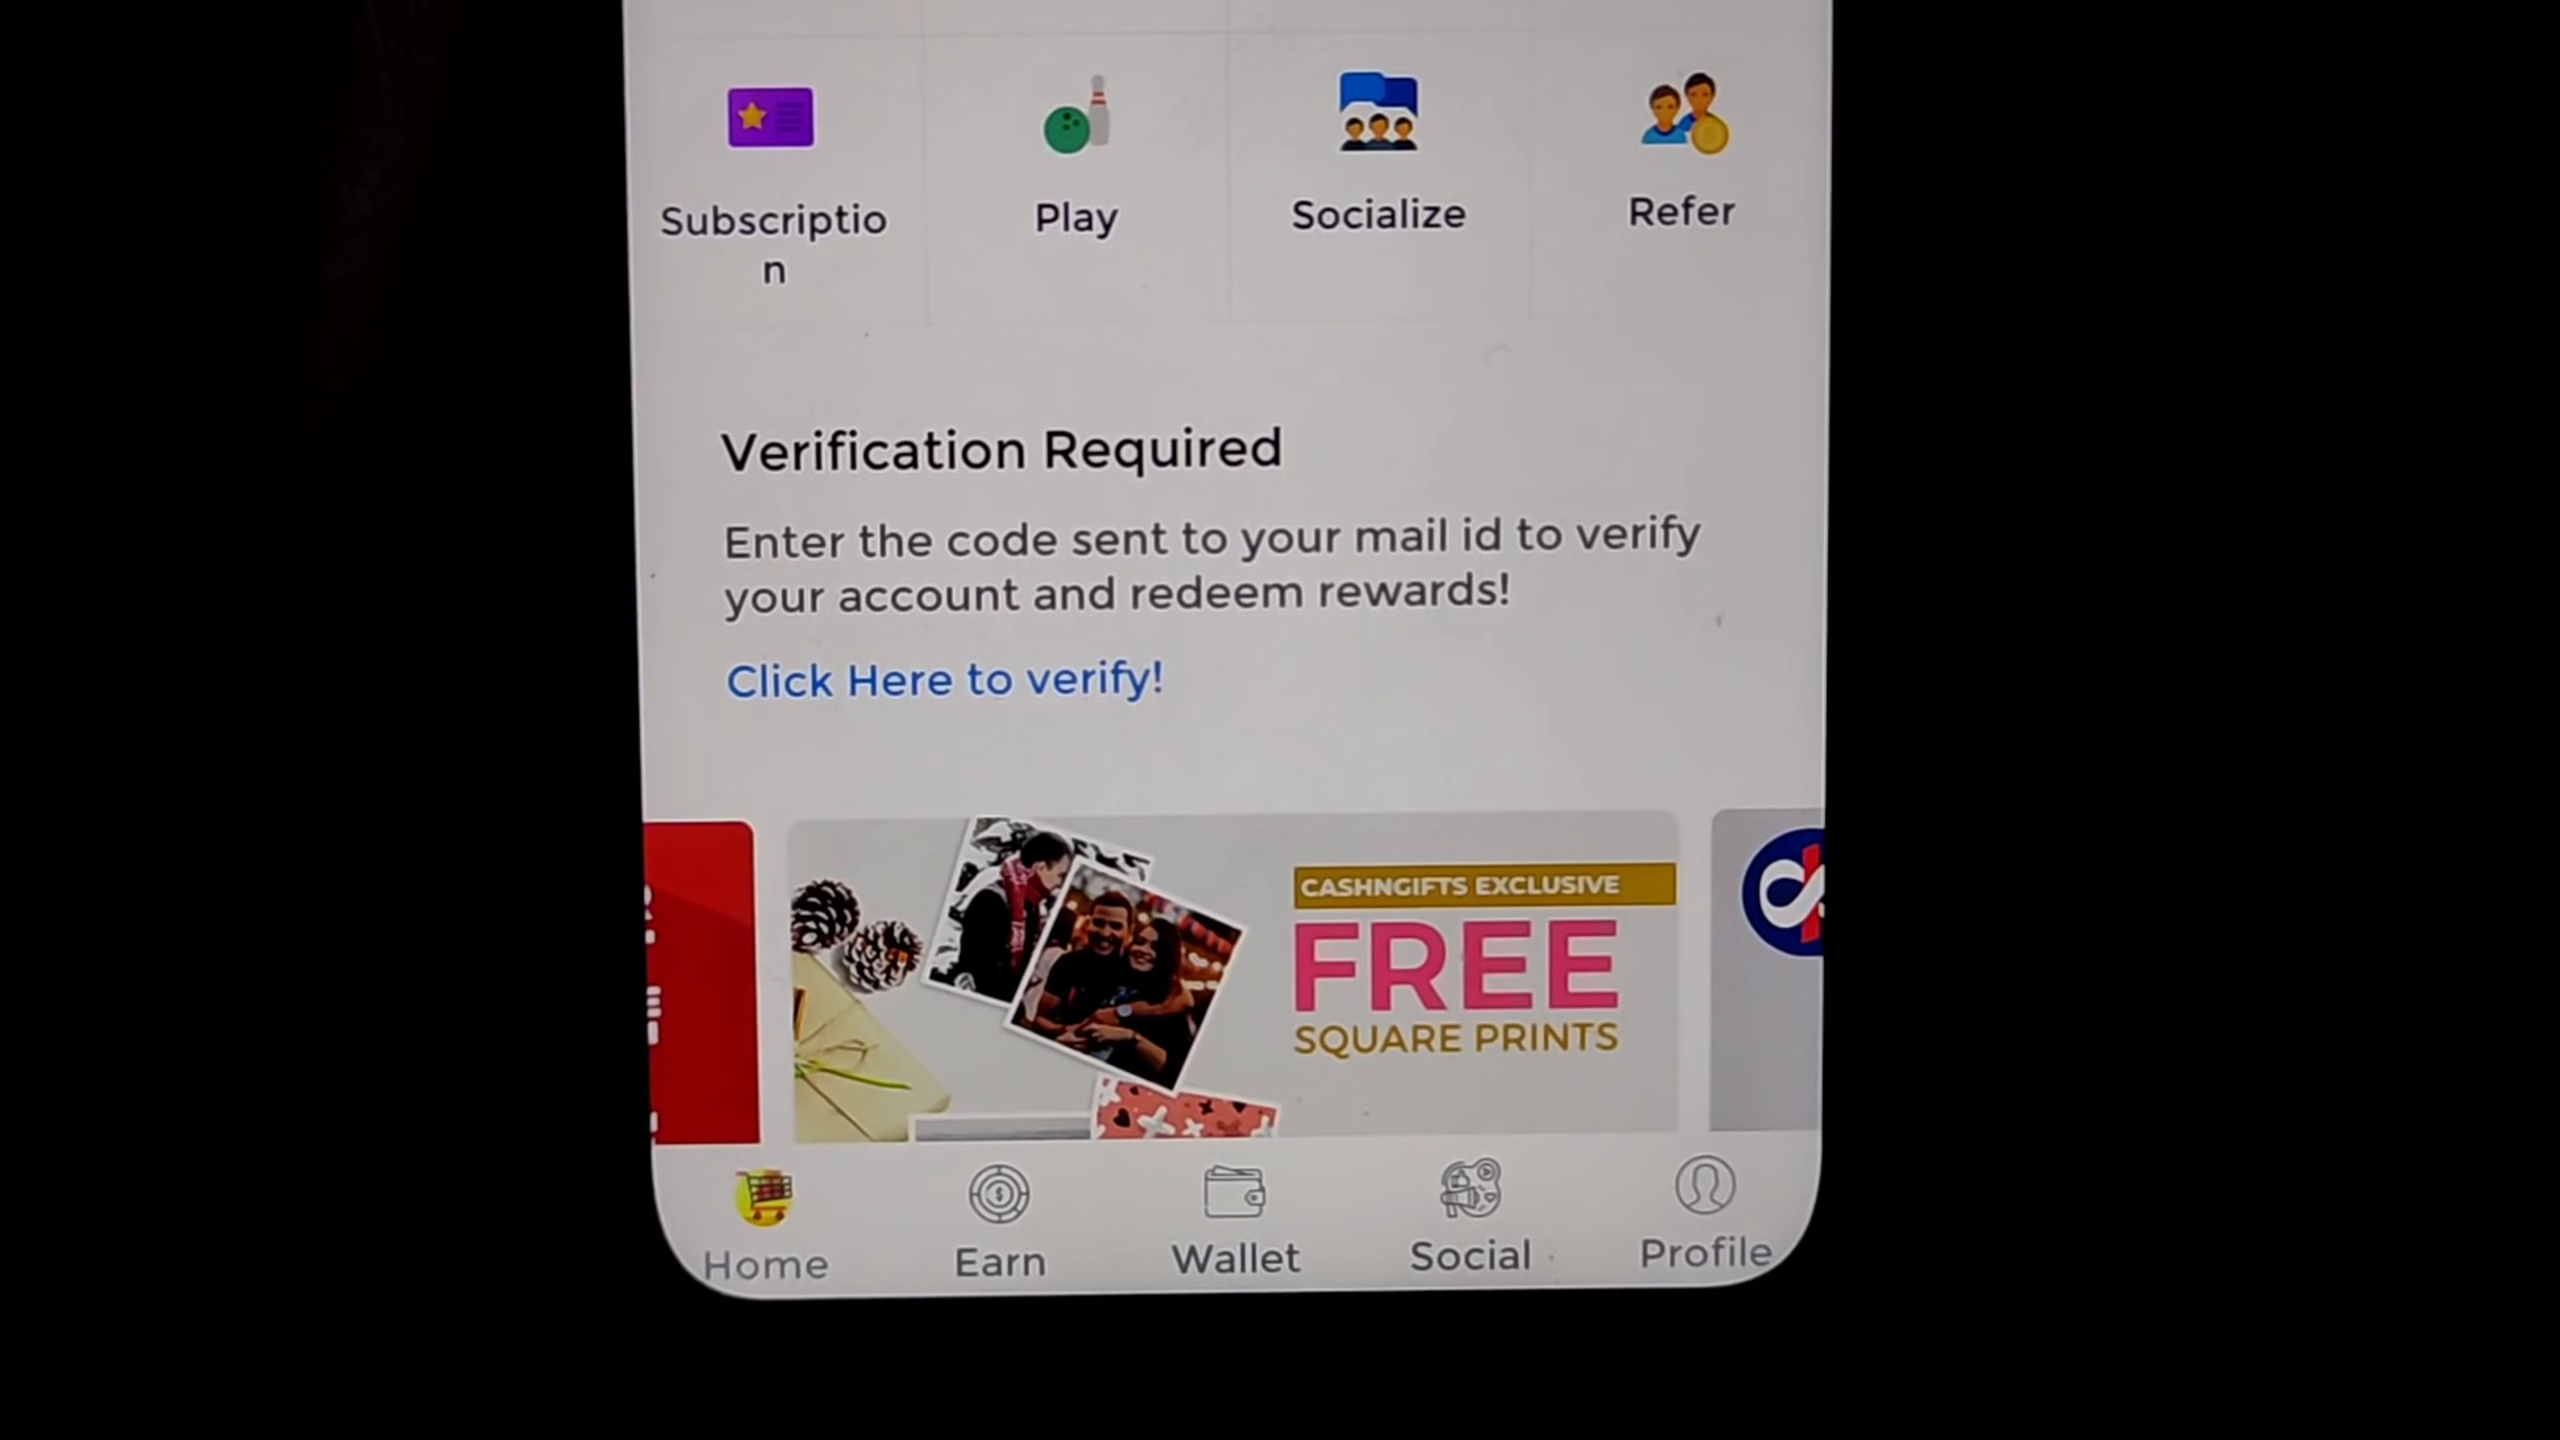 Subscriptio
n
Play
Socialize
Refer
Verification Required
Enter the code sent to your mail id to verify
your account and redeem rewards!
Click Here to verify!
CASHNGIFTS EXCLUSIVE
FREE
SQUARE PRINTS
Home
Earn
Wallet
Social
Profile